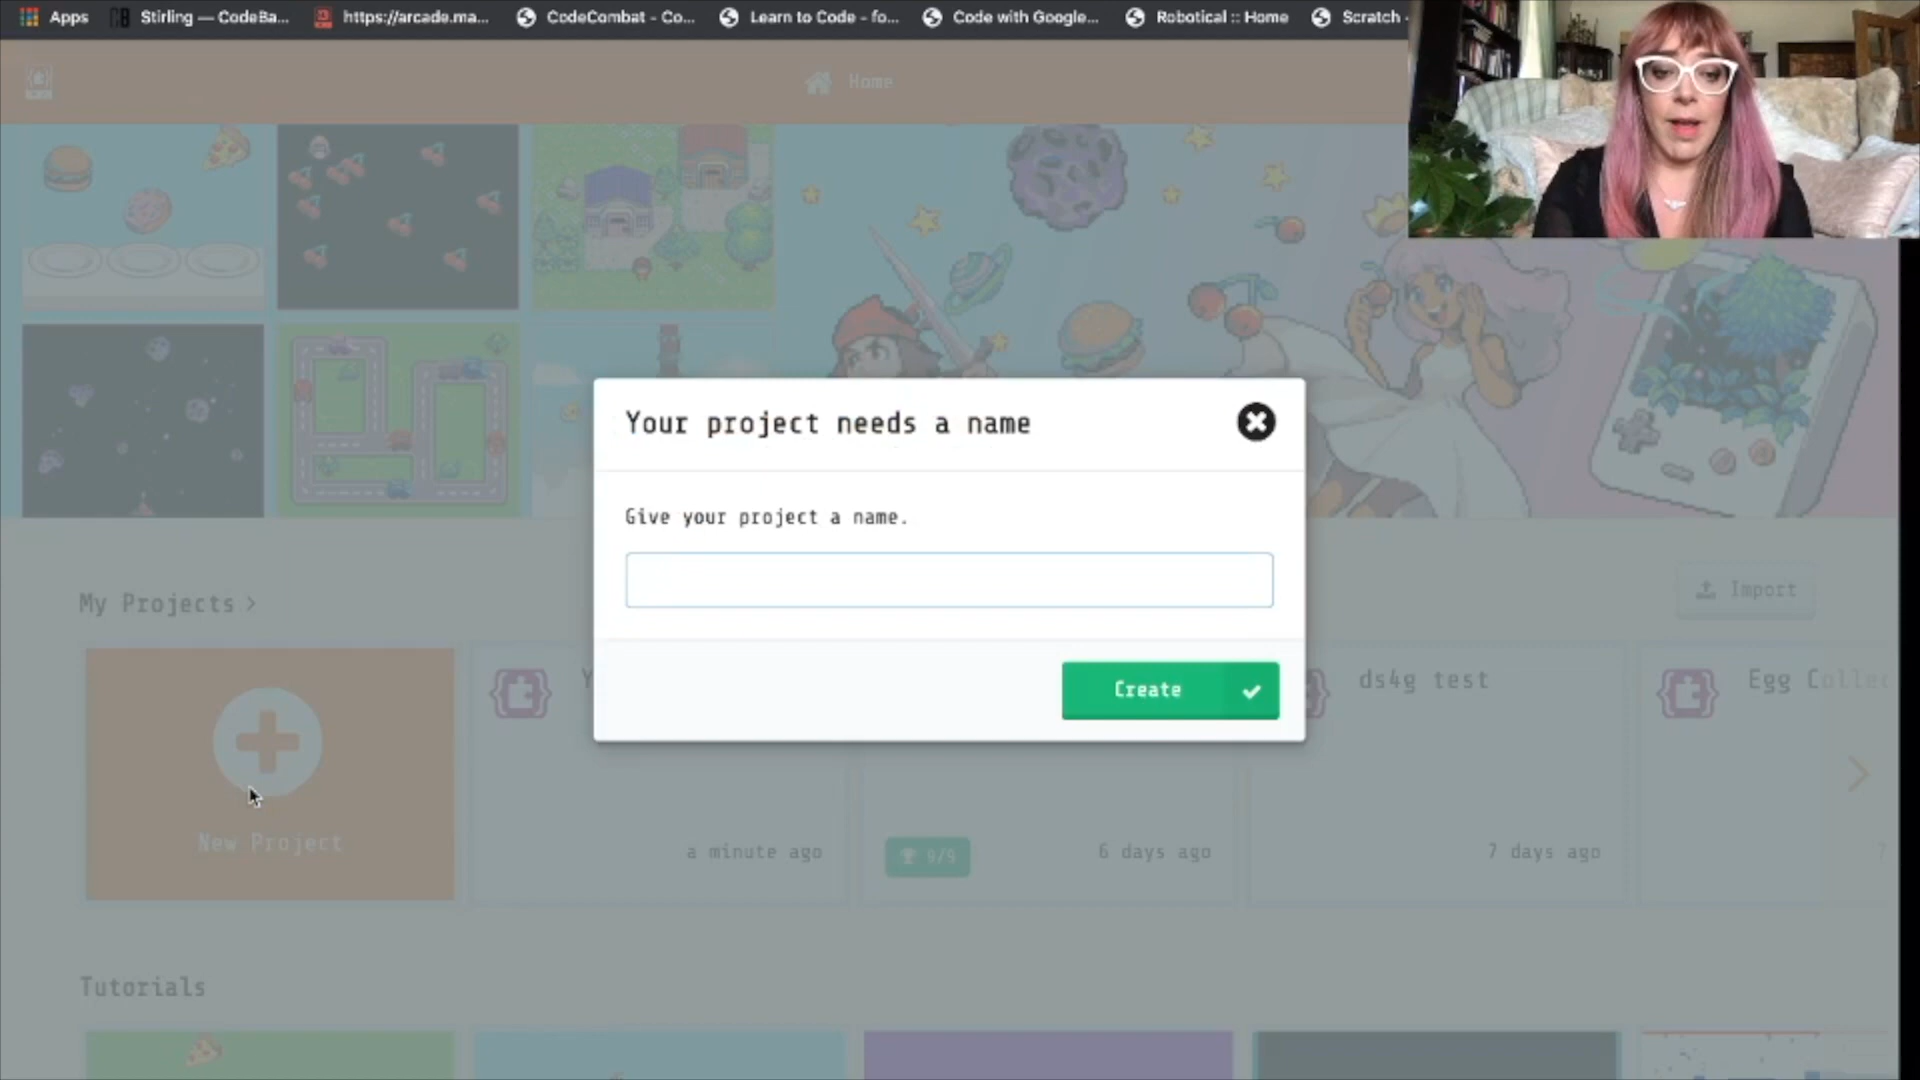 Apps Stirling — CodeBa... https://arcade.ma... CodeCombat - Co... Learn to Code - fo... Code with Google... Robotical :: Home Scratch -
Home
Your project needs a name
Give your project a name.
Create
My Projects >
Import
New Project
Y
a minute ago
6 days ago
ds4g test
7 days ago
Egg Collec
Tutorials